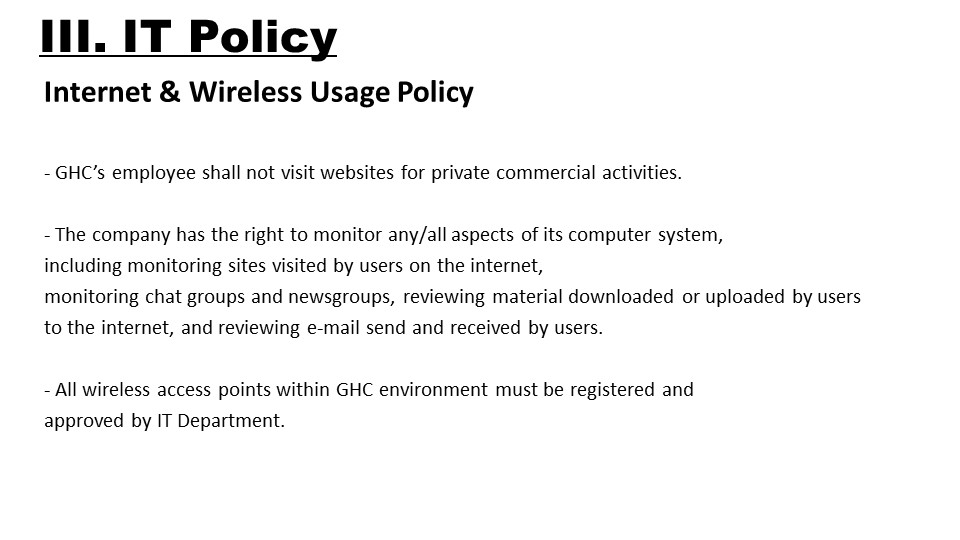 III. IT Policy
Internet & Wireless Usage Policy
- GHC’s employee shall not visit websites for private commercial activities.
- The company has the right to monitor any/all aspects of its computer system,
including monitoring sites visited by users on the internet,
monitoring chat groups and newsgroups, reviewing material downloaded or uploaded by users
to the internet, and reviewing e-mail send and received by users.
- All wireless access points within GHC environment must be registered and
approved by IT Department.